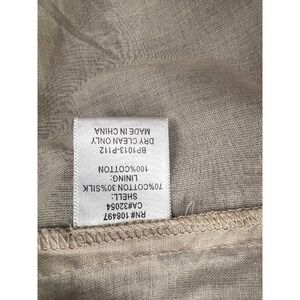 RN# 108497
CA#32054
SHELL:
70%COTTON 30%SILK
LINING:
100%COTTON
BP1013-P112
DRY CLEAN ONLY
MADE IN CHINA